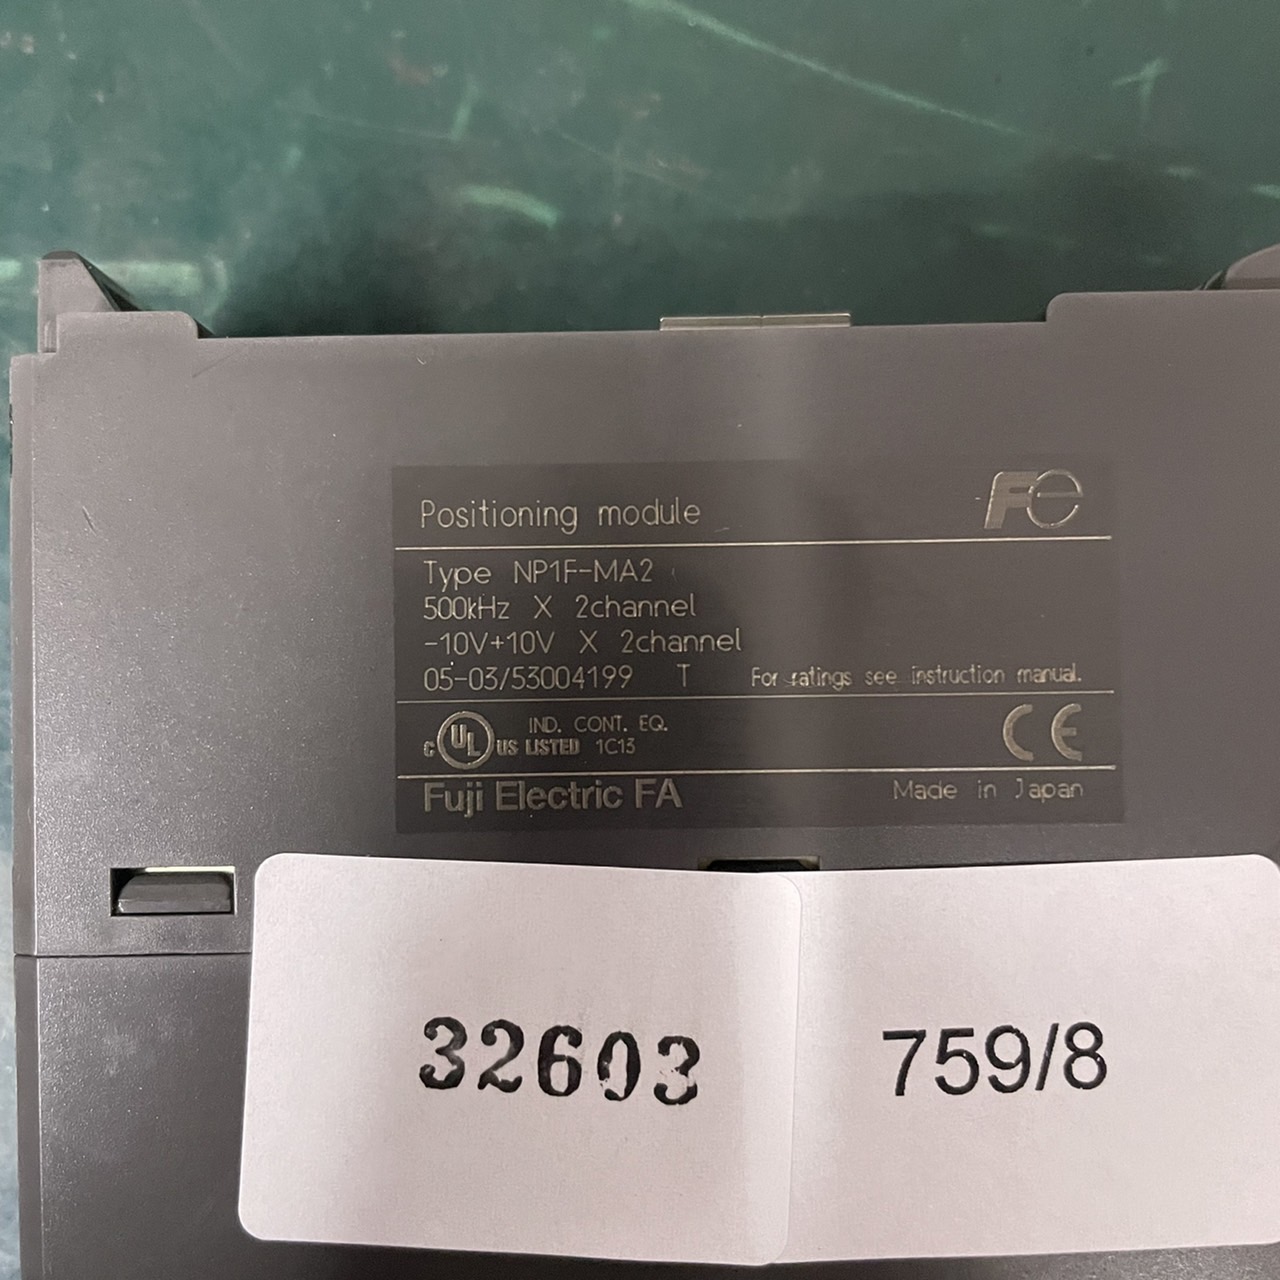 Positioning module Fe
Type NP1F-MA2
500kHz X 2channel
-10V+10V X 2channel
05-03/53004199 T For ratings see instruction manual.
c UL US LISTED IND. CONT. EQ. 1C13 CE
Fuji Electric FA Made in Japan
32603 759/8